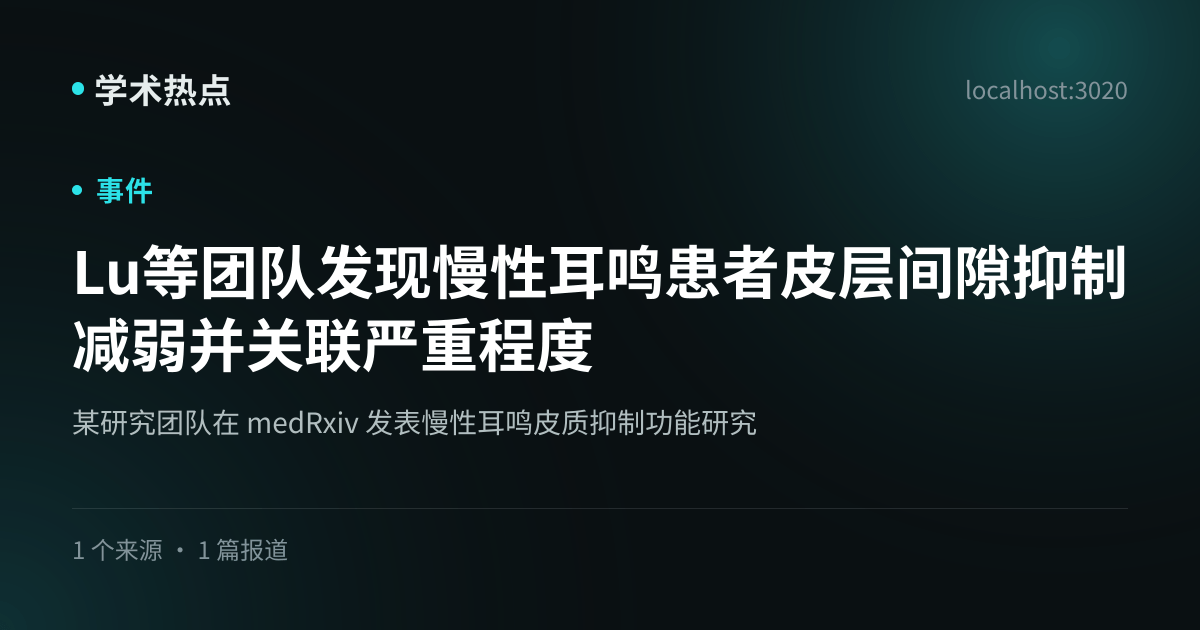 学术热点
localhost:3020
事件
Lu等团队发现慢性耳鸣患者皮层间隙抑制
减弱并关联严重程度
某研究团队在 medRxiv 发表慢性耳鸣皮质抑制功能研究
1 个来源 · 1 篇报道